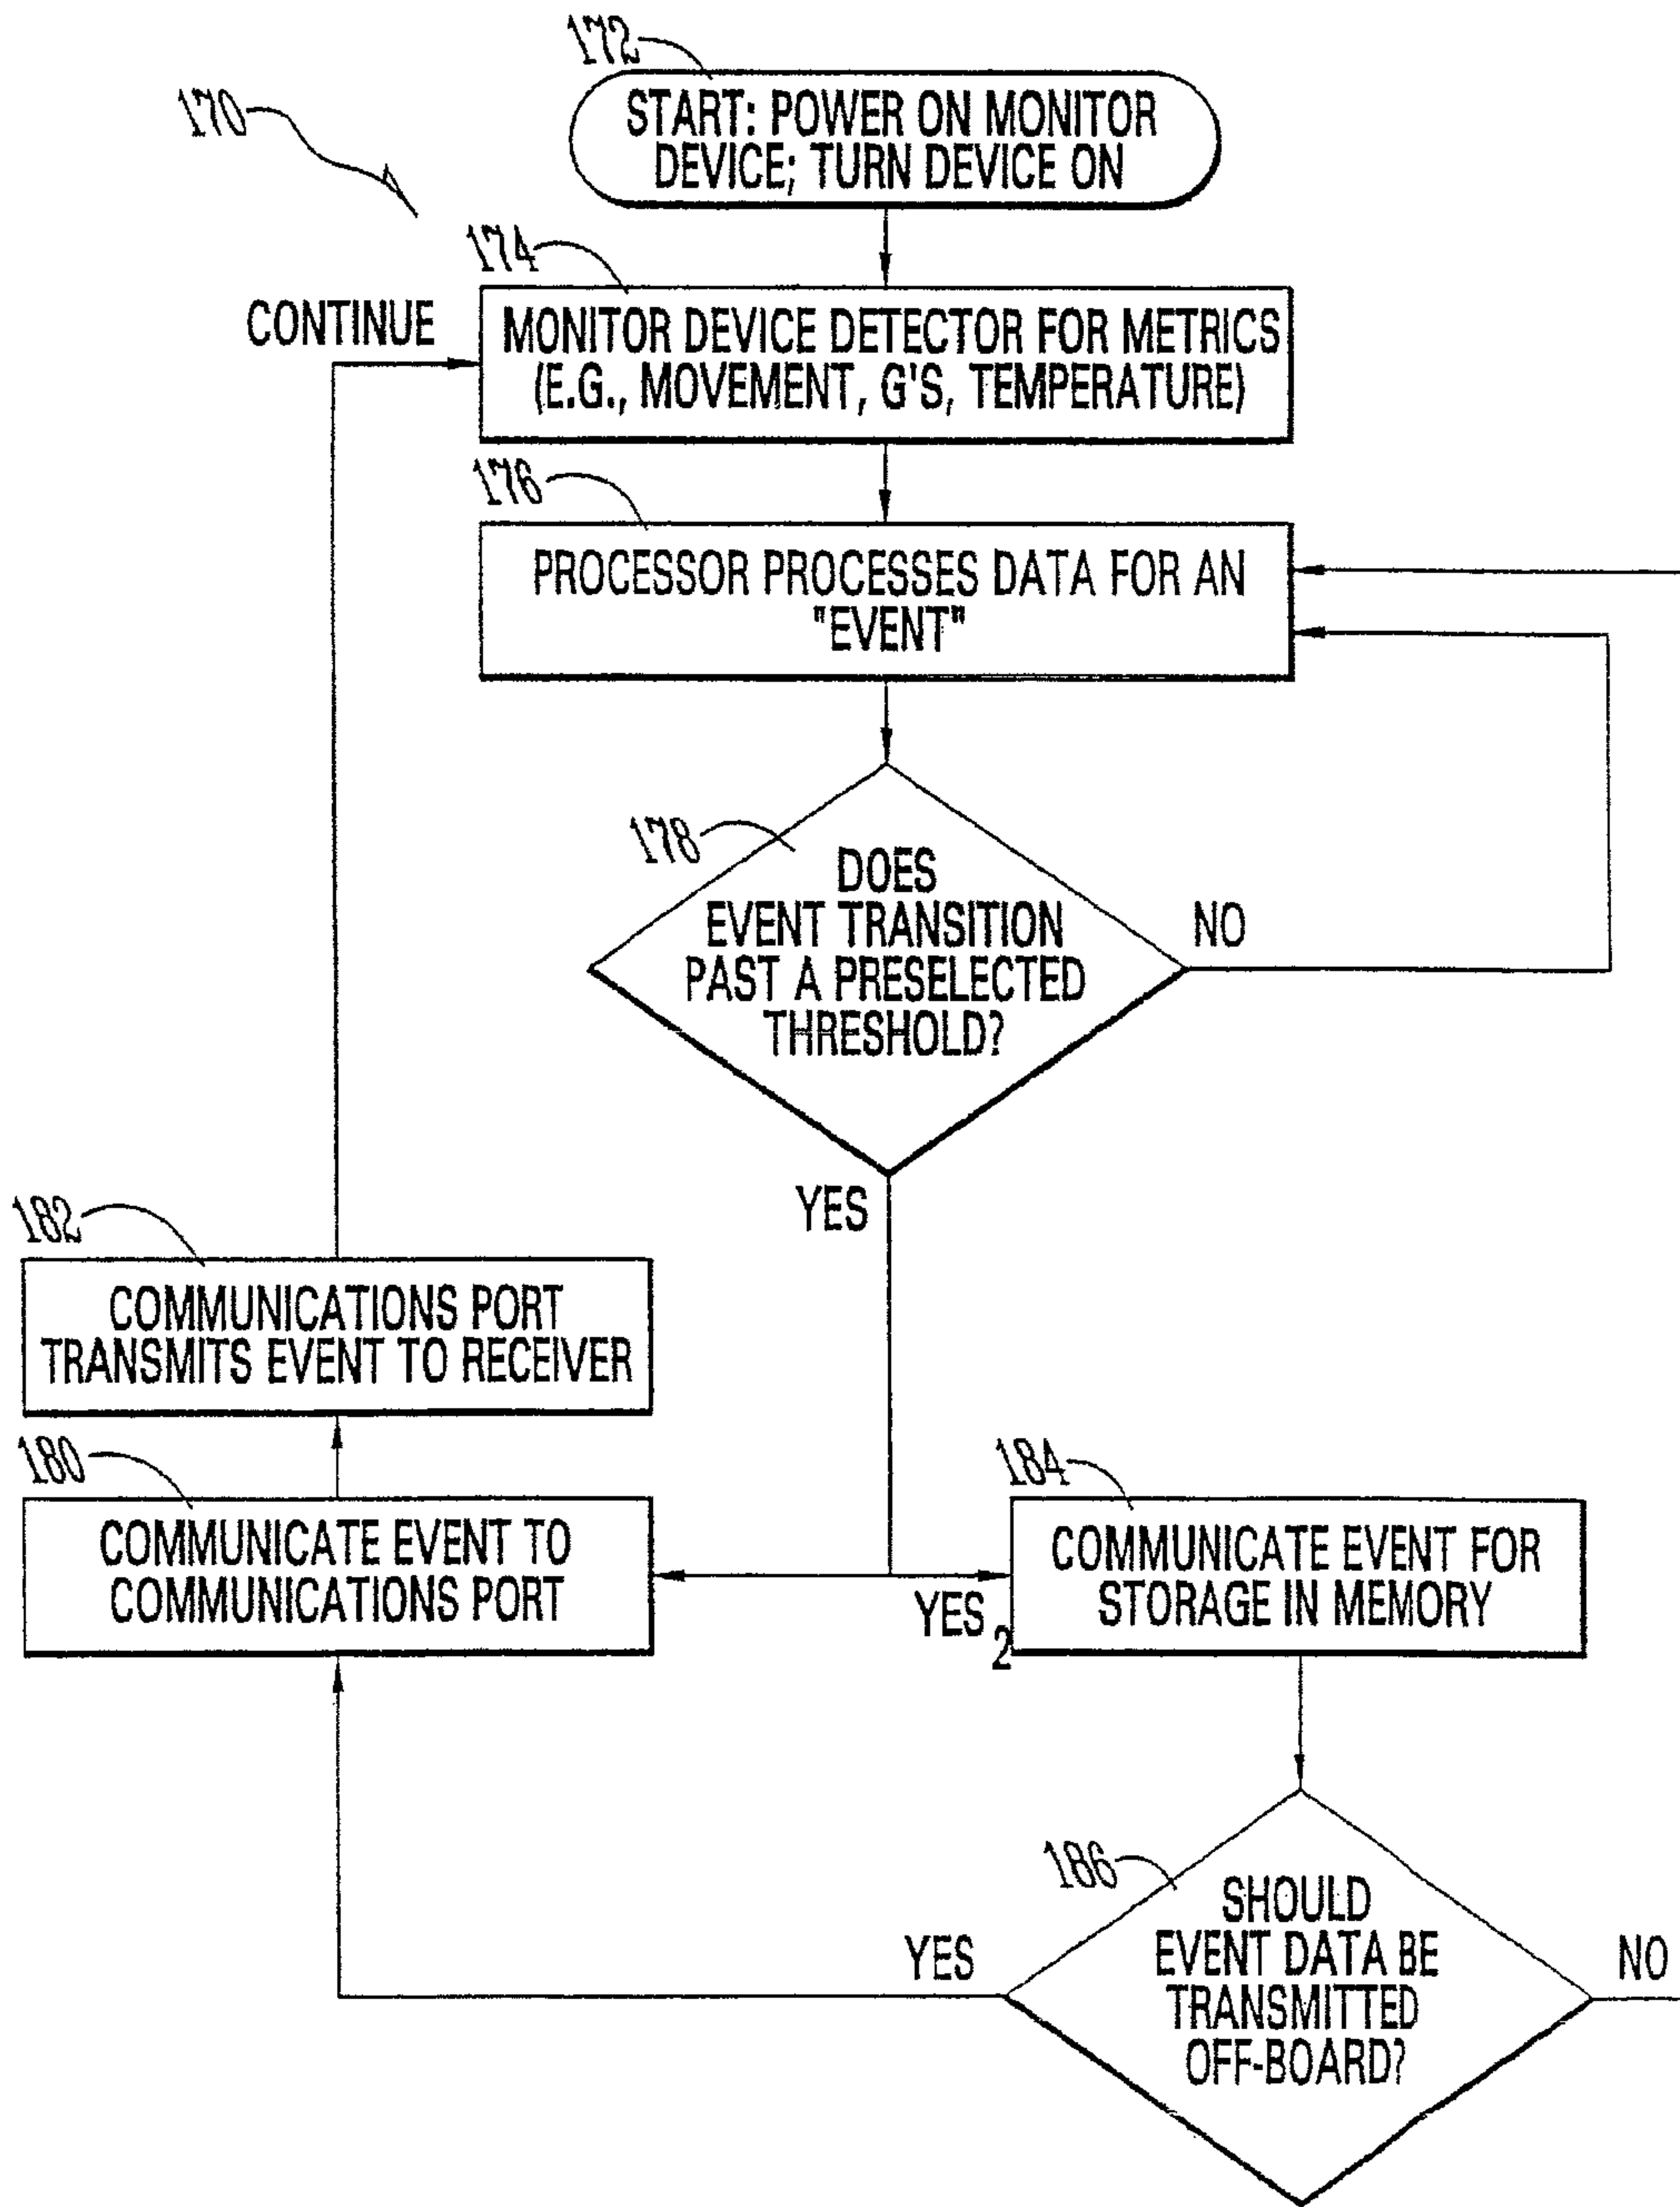 172
170
START: POWER ON MONITOR
DEVICE; TURN DEVICE ON
174
CONTINUE
MONITOR DEVICE DETECTOR FOR METRICS
(E.G., MOVEMENT, G'S, TEMPERATURE)
176
PROCESSOR PROCESSES DATA FOR AN
"EVENT"
178
DOES
EVENT TRANSITION
PAST A PRESELECTED
THRESHOLD?
NO
YES
182
COMMUNICATIONS PORT
TRANSMITS EVENT TO RECEIVER
180
COMMUNICATE EVENT TO
COMMUNICATIONS PORT
184
COMMUNICATE EVENT FOR
STORAGE IN MEMORY
YES 2
186
SHOULD
EVENT DATA BE
TRANSMITTED
OFF-BOARD?
YES
NO